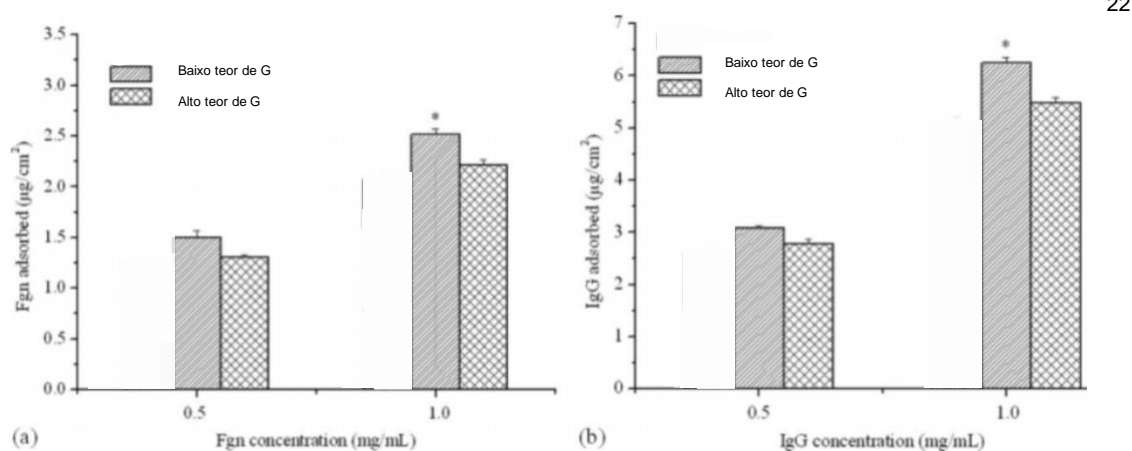 22
3.5
3.0
2.5
2.0
1.5
1.0
0.5
0.0
Fgn adsorbed (µg/cm²)
Baixo teor de G
Alto teor de G
*
0.5
1.0
(a)
Fgn concentration (mg/mL)
7
6
5
4
3
2
1
0
IgG adsorbed (µg/cm²)
Baixo teor de G
Alto teor de G
*
0.5
1.0
(b)
IgG concentration (mg/mL)